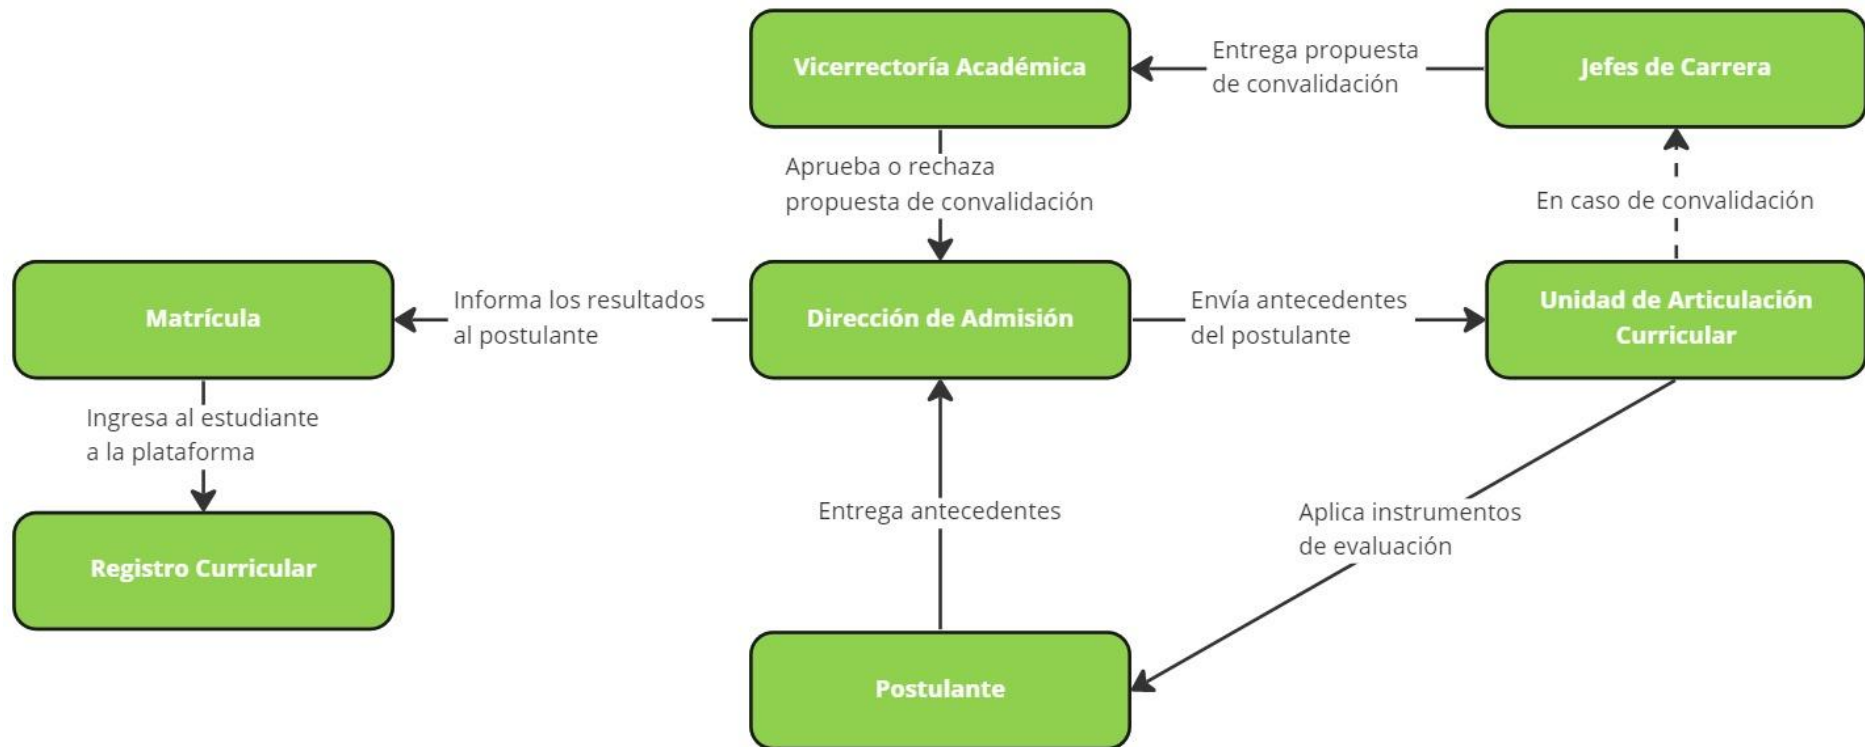 Vicerrectoría Académica
Entrega propuesta
de convalidación
Jefes de Carrera
Aprueba o rechaza
propuesta de convalidación
En caso de convalidación
Matrícula
Informa los resultados
al postulante
Dirección de Admisión
Envía antecedentes
del postulante
Unidad de Articulación
Curricular
Ingresa al estudiante
a la plataforma
Registro Curricular
Entrega antecedentes
Aplica instrumentos
de evaluación
Postulante